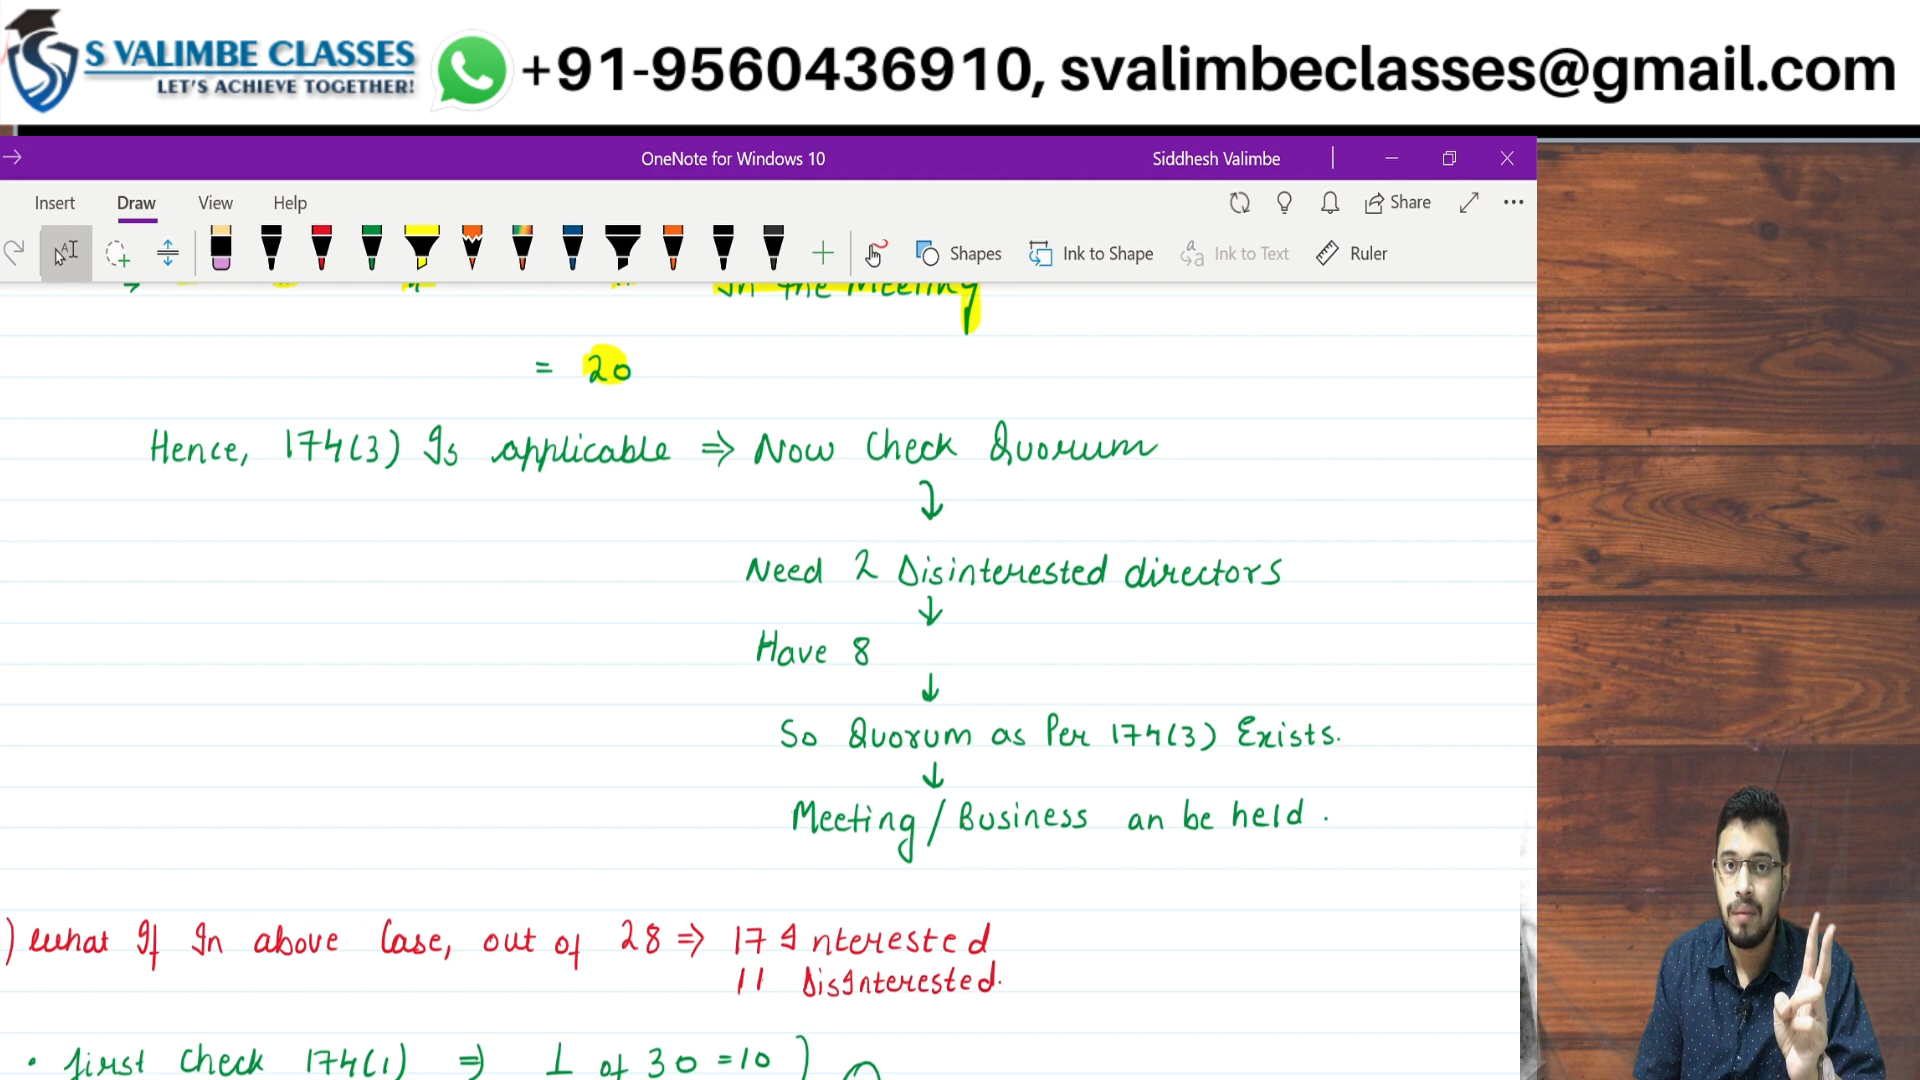 S VALIMBE CLASSES
LET'S ACHIEVE TOGETHER!
+91-9560436910, svalimbeclasses@gmail.com
OneNote for Windows 10
Siddhesh Valimbe
Insert Draw View Help
Share
Shapes Ink to Shape Ink to Text Ruler
In the Meeting
= 20
Hence, 174(3) Is applicable ⇒ Now Check Quorum
↓
Need 2 Disinterested directors
↓
Have 8
↓
So Quorum as Per 174(3) Exists.
↓
Meeting / Business an be held .
) what If In above Case, out of 28 ⇒ 17 Interested
11 DisInterested.
• first check 174(1) ⇒ 1 of 30 = 10 )